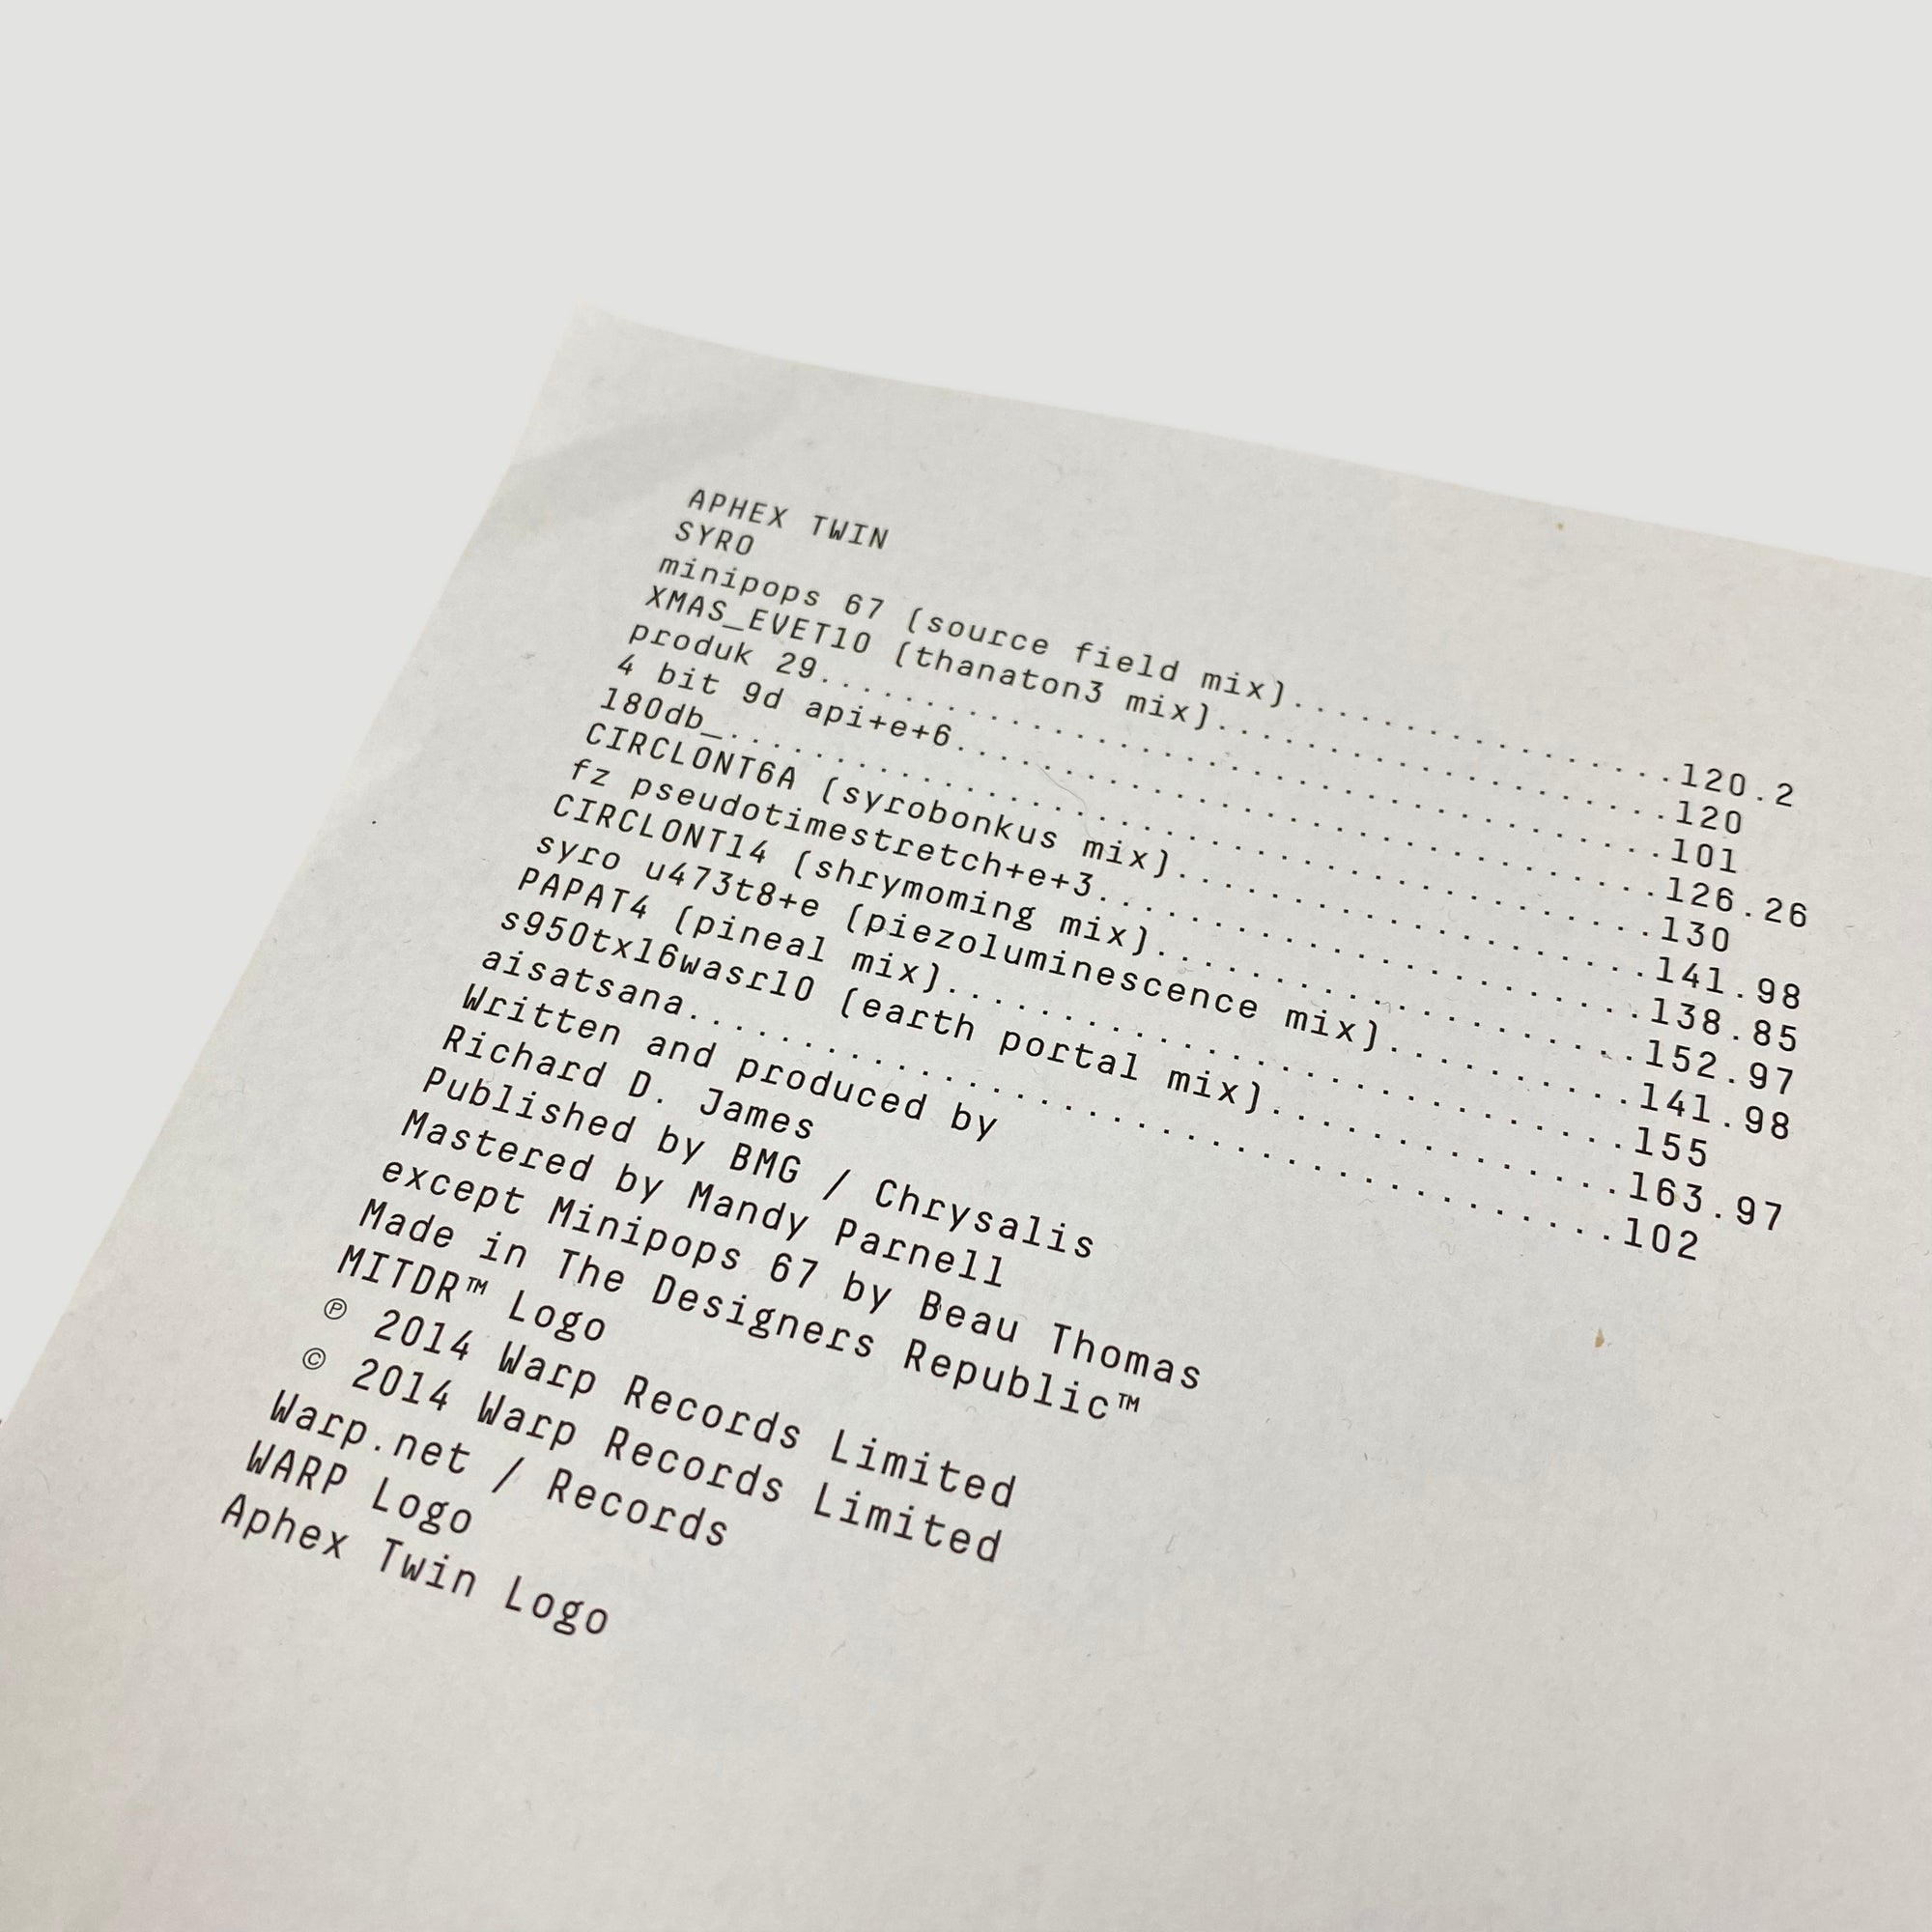 APHEX TWIN
SYRO
minipops 67 (source field mix)..................120.2
XMAS_EVET10 (thanaton3 mix).....................120
produk 29.......................................101
4 bit 9d api+e+6.................................126.26
180db_...........................................130
CIRCLONT6A (syrobonkus mix)......................141.98
fz pseudotimestretch+e+3.........................138.85
CIRCLONT14 (shrymoming mix)......................152.97
syro u473t8+e (piezoluminescence mix)............141.98
PAPAT4 (pineal mix)..............................155
s950tx16wasr10 (earth portal mix)................163.97
aisatsana........................................102
Written and produced by
Richard D. James
Published by BMG / Chrysalis
Mastered by Mandy Parnell
except Minipops 67 by Beau Thomas
Made in The Designers Republic™
MITDR™ Logo
℗ 2014 Warp Records Limited
© 2014 Warp Records Limited
Warp.net / Records
WARP Logo
Aphex Twin Logo